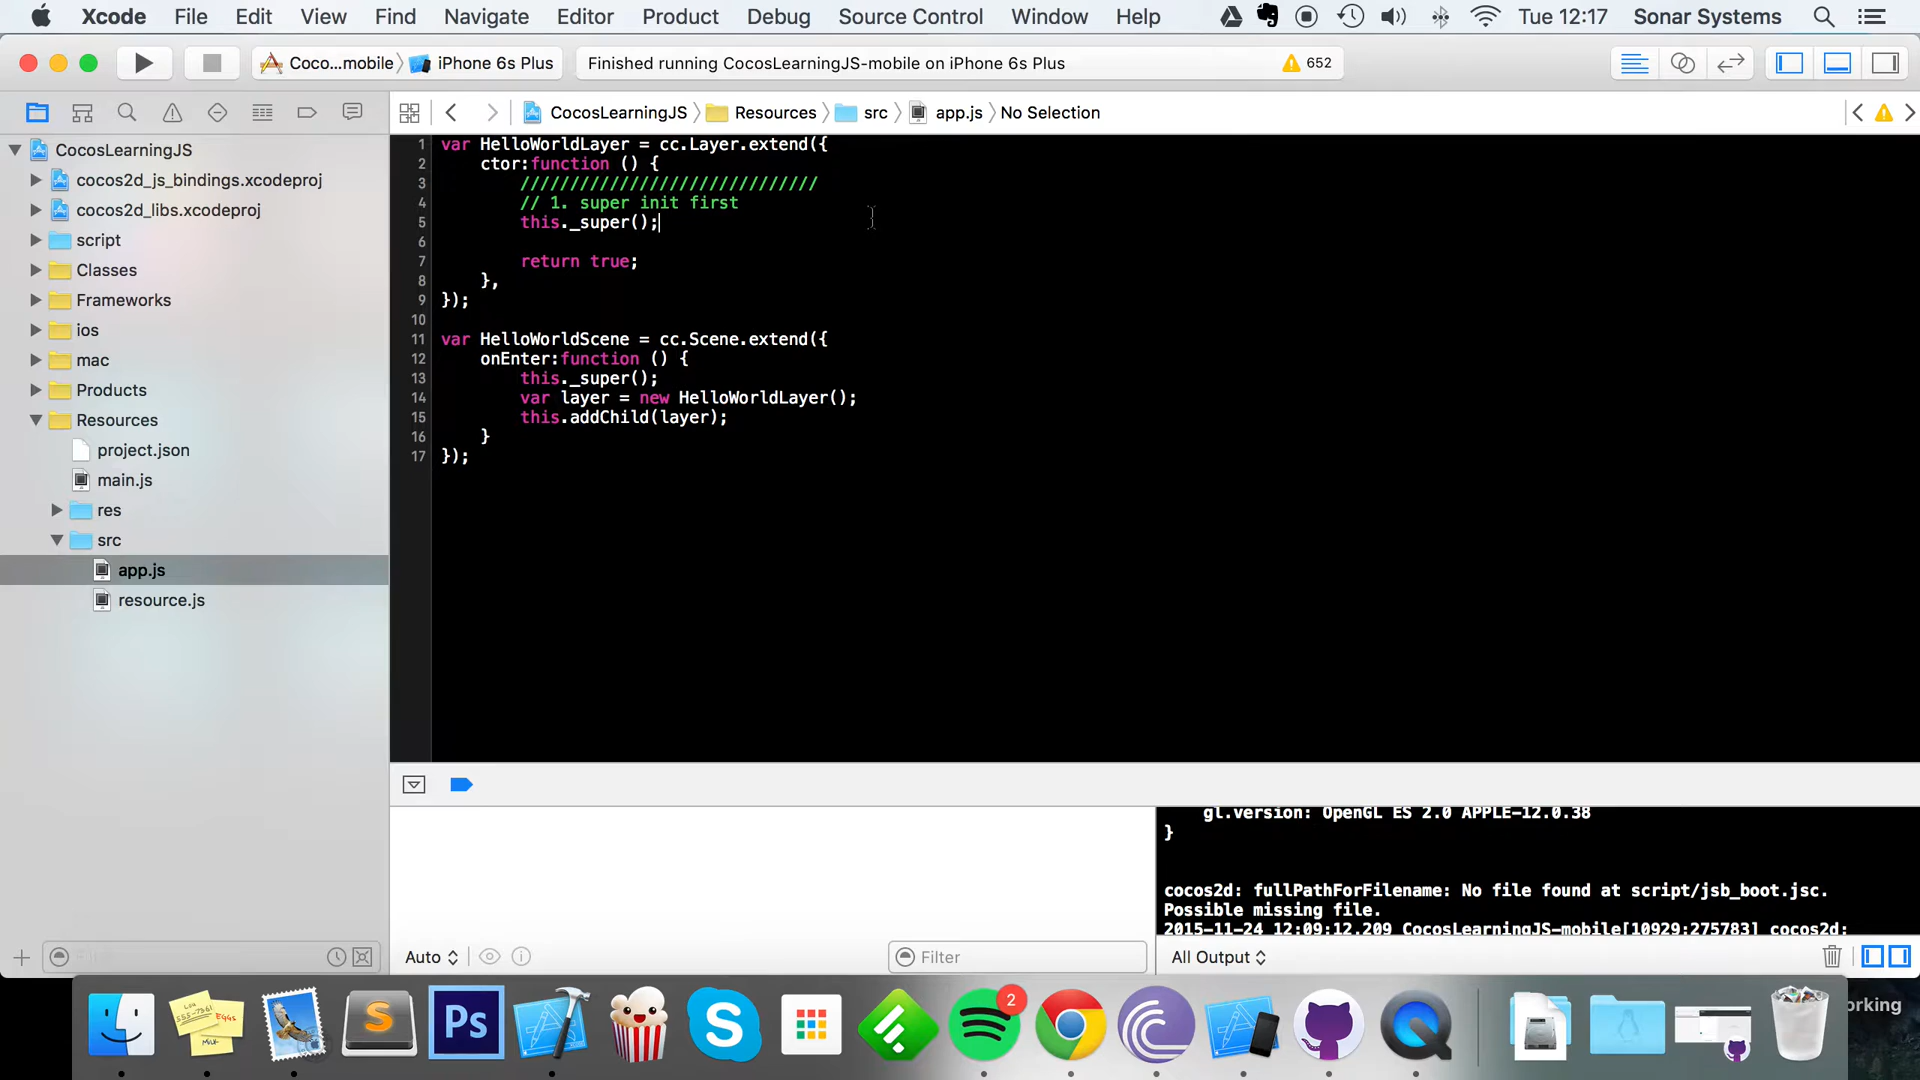 Xcode File Edit View Find Navigate Editor Product Debug Source Control Window Help Tue 12:17 Sonar Systems
Coco...mobile iPhone 6s Plus Finished running CocosLearningJS-mobile on iPhone 6s Plus 652
CocosLearningJS Resources src app.js No Selection
CocosLearningJS
cocos2d_js_bindings.xcodeproj
cocos2d_libs.xcodeproj
script
Classes
Frameworks
ios
mac
Products
Resources
project.json
main.js
res
src
app.js
resource.js
1 var HelloWorldLayer = cc.Layer.extend({
2 ctor:function () {
3 //////////////////////////////
4 // 1. super init first
5 this._super();
6
7 return true;
8 },
9 });
10
11 var HelloWorldScene = cc.Scene.extend({
12 onEnter:function () {
13 this._super();
14 var layer = new HelloWorldLayer();
15 this.addChild(layer);
16 }
17 });
gl.version: OpenGL ES 2.0 APPLE-12.0.38
}
cocos2d: fullPathForFilename: No file found at script/jsb_boot.jsc.
Possible missing file.
2015-11-24 12:09:12.209 CocosLearningJS-mobile[10929:275783] cocos2d:
Auto Filter All Output
2
Ps
S
orking